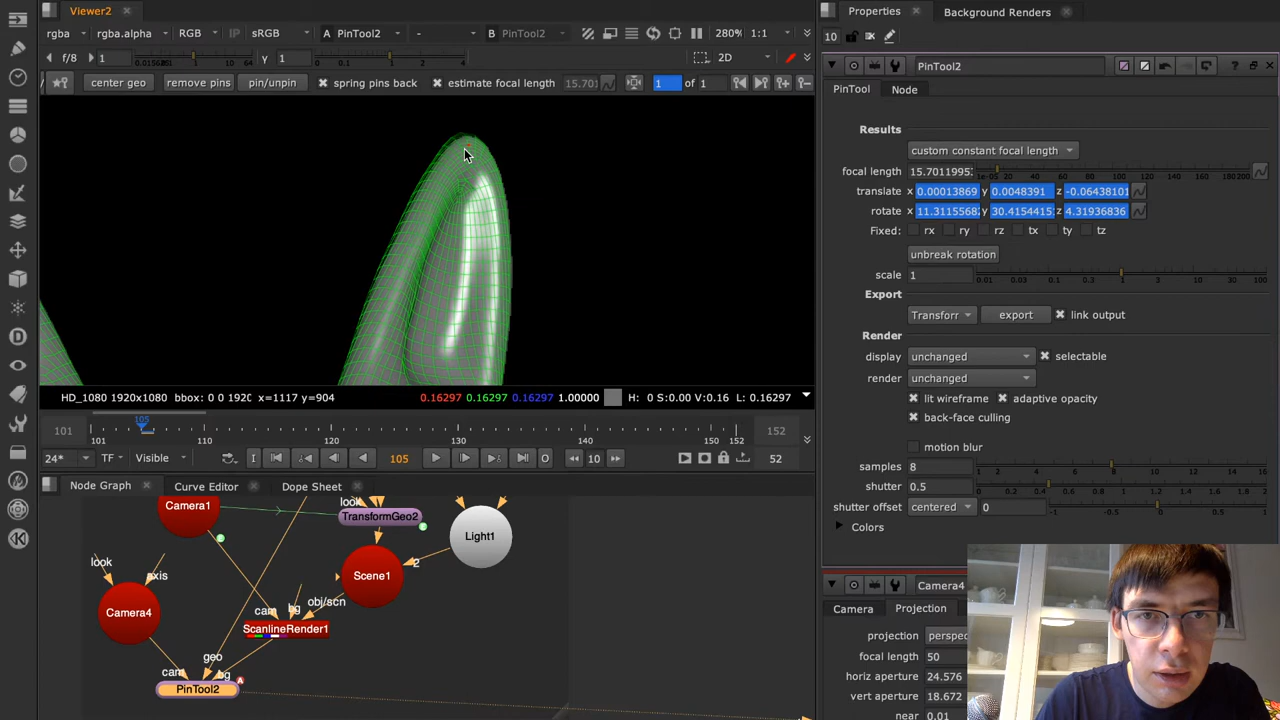 Viewer2
rgba rgba.alpha RGB IP sRGB A PinTool2 - B PinTool2 280% 1:1
f/8 1 y 1 2D
center geo remove pins pin/unpin spring pins back estimate focal length 15.701 1 of 1
HD_1080 1920x1080 bbox: 0 0 1920 x=1117 y=904 0.16297 0.16297 0.16297 1.00000 H: 0 S:0.00 V:0.16 L: 0.16297
101 105 152
101 110 120 130 140 150 152
24* TF Visible I 105 O 10 52
Node Graph Curve Editor Dope Sheet
look
Camera1
TransformGeo2
Light1
look axis
2
Scene1
Camera4
cam bg obj/scn
ScanlineRender1
geo
cam bg
PinTool2
Properties Background Renders
10
PinTool2
PinTool Node
Results
custom constant focal length
focal length 15.7011995
translate x 0.00013869 y 0.0048391 z -0.06438101
rotate x 11.3115568 y 30.4154415 z 4.31936836
Fixed: rx ry rz tx ty tz
unbreak rotation
scale 1
Export
Transforr export link output
Render
display unchanged selectable
render unchanged
lit wireframe adaptive opacity
back-face culling
motion blur
samples 8
shutter 0.5
shutter offset centered 0
Colors
Camera4
Camera Projection
projection perspe
focal length 50
horiz aperture 24.576
vert aperture 18.672
near 0.01